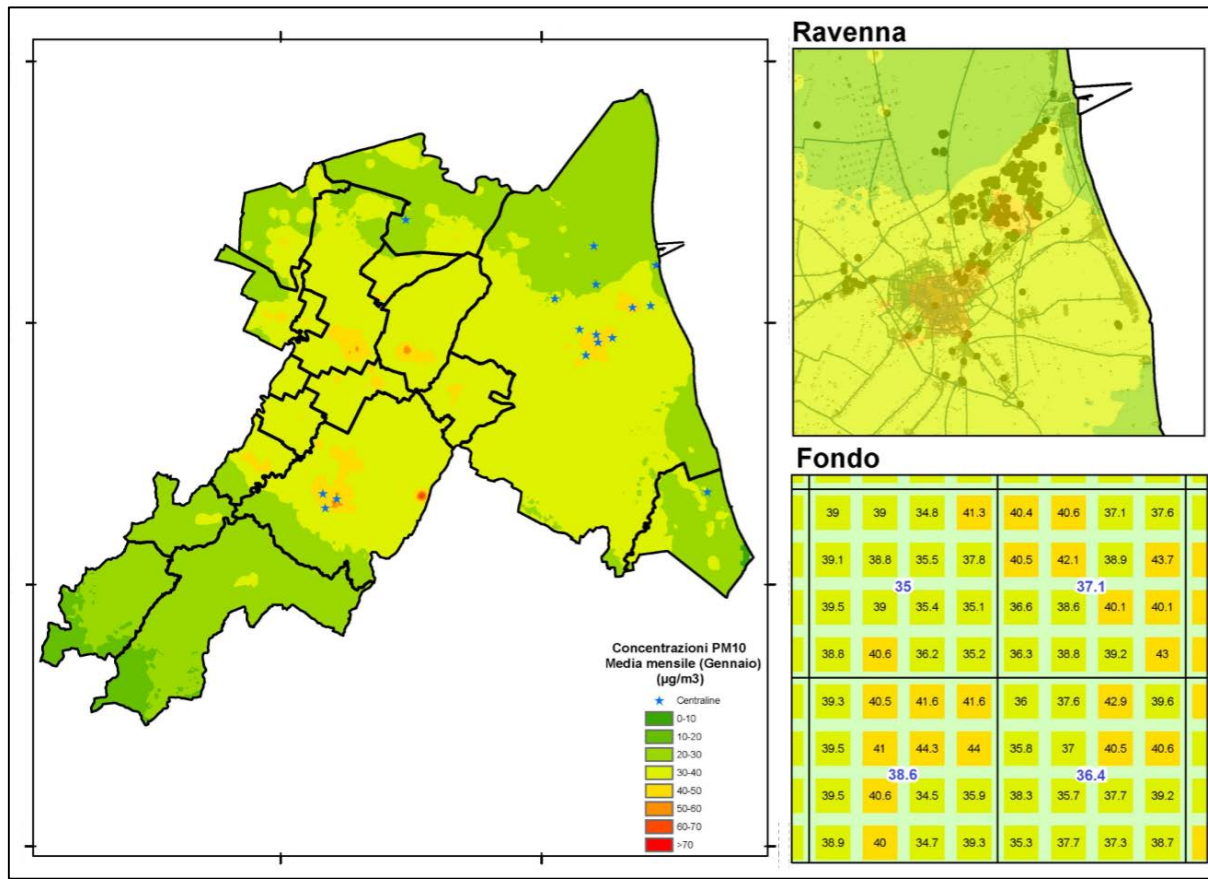 Concentrazioni PM10
Media mensile (Gennaio)
(µg/m3)
Centraline
0-10
10-20
20-30
30-40
40-50
50-60
60-70
>70
Ravenna
Fondo
39 39 34.8 41.3 40.4 40.6 37.1 37.6
39.1 38.8 35.5 37.8 40.5 42.1 38.9 43.7
35 37.1
39.5 39 35.4 35.1 36.6 38.6 40.1 40.1
38.8 40.6 36.2 35.2 36.3 38.8 39.2 43
39.3 40.5 41.6 41.6 36 37.6 42.9 39.6
39.5 41 44.3 44 35.8 37 40.5 40.6
38.6 36.4
39.5 40.6 34.5 35.9 38.3 35.7 37.7 39.2
38.9 40 34.7 39.3 35.3 37.7 37.3 38.7